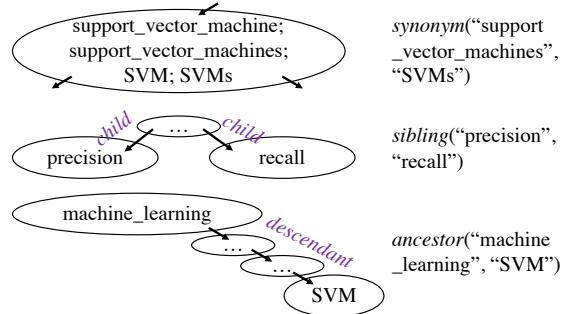 support_vector_machine;
support_vector_machines;
SVM; SVMs
synonym(“support
_vector_machines”,
“SVMs”)
child
...
child
precision
recall
sibling(“precision”,
“recall”)
machine_learning
descendant
...
...
SVM
ancestor(“machine
_learning”, “SVM”)